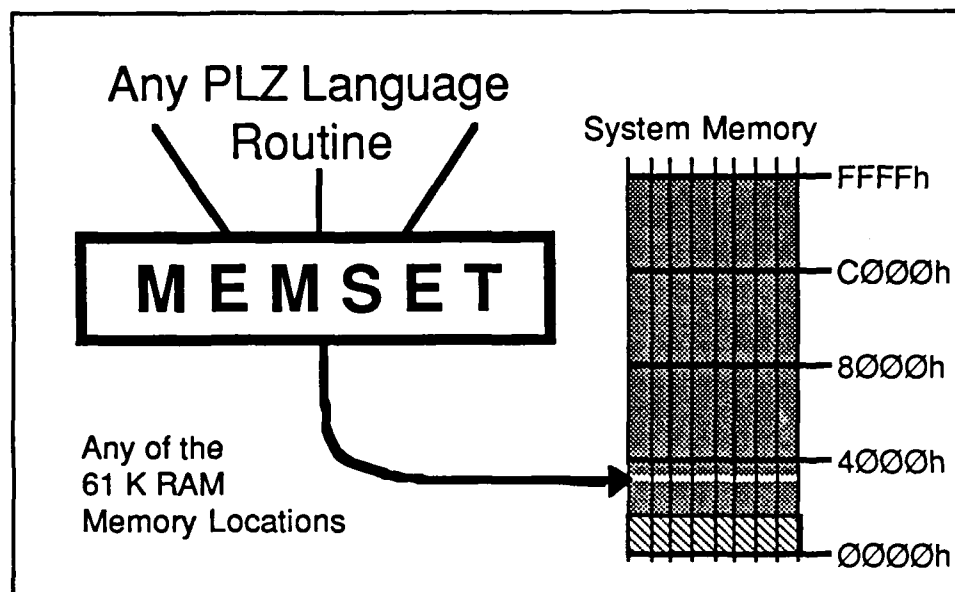 Any PLZ Language
Routine
MEMSET
Any of the
61 K RAM
Memory Locations
System Memory
FFFFh
CØØØh
8ØØØh
4ØØØh
ØØØØh